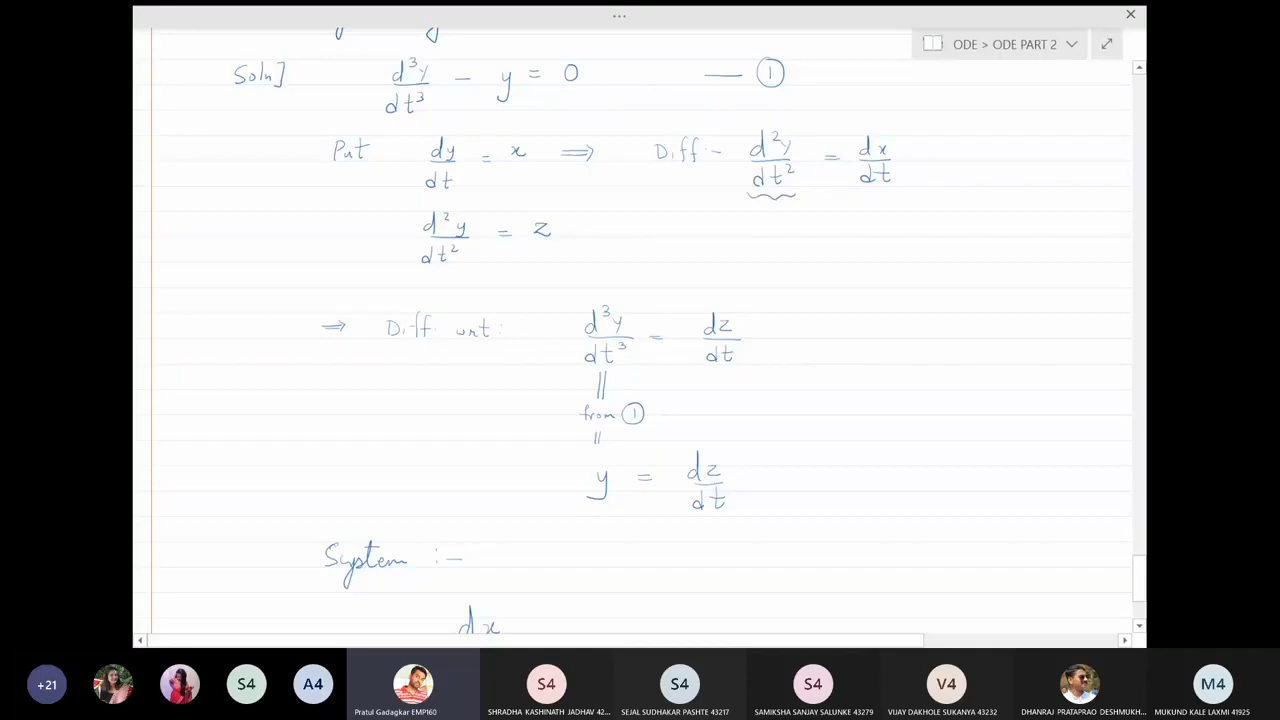 ODE > ODE PART 2
Soln] d³y/dt³ - y = 0 — ①
Put dy/dt = x ⟹ Diff - d²y/dt² = dx/dt
d²y/dt² = z
⟹ Diff. wrt: d³y/dt³ = dz/dt
||
from ①
||
y = dz/dt
System :-
dx
+21
S4
A4
S4
S4
S4
V4
M4
Pratul Gadagkar EMP160
SHRADHA KASHINATH JADHAV 42...
SEJAL SUDHAKAR PASHTE 43217
SAMIKSHA SANJAY SALUNKE 43279
VIJAY DAKHOLE SUKANYA 43232
DHANRAJ PRATAPRAO DESHMUKH...
MUKUND KALE LAXMI 41925